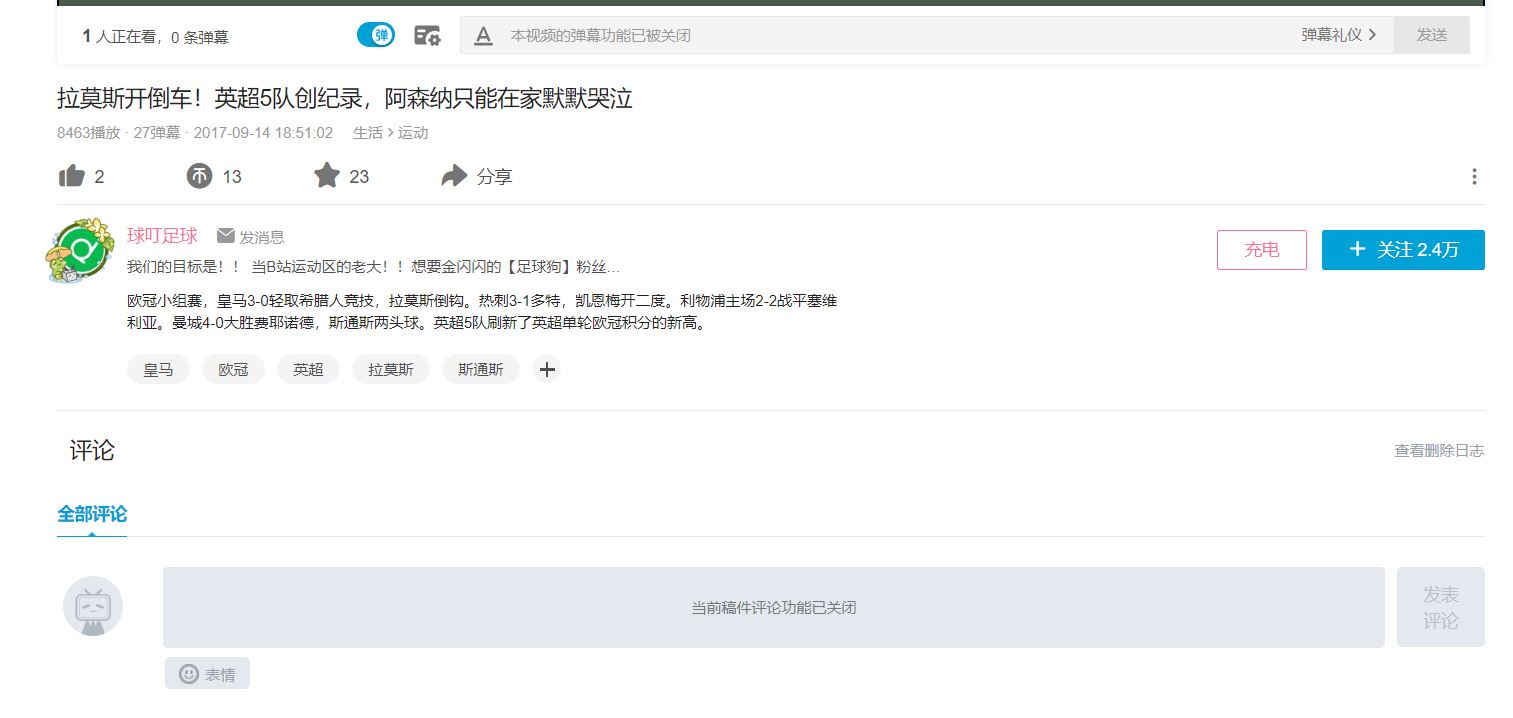 1 人正在看，0 条弹幕
弹
本视频的弹幕功能已被关闭
弹幕礼仪
发送
拉莫斯开倒车！英超5队创纪录，阿森纳只能在家默默哭泣
8463播放 · 27弹幕 · 2017-09-14 18:51:02 生活 > 运动
2 13 23 分享
球叮足球 发消息
我们的目标是！！ 当B站运动区的老大！！想要金闪闪的【足球狗】粉丝…
充电
+ 关注 2.4万
欧冠小组赛，皇马3-0轻取希腊人竞技，拉莫斯倒钩。热刺3-1多特，凯恩梅开二度。利物浦主场2-2战平塞维
利亚。曼城4-0大胜费耶诺德，斯通斯两头球。英超5队刷新了英超单轮欧冠积分的新高。
皇马 欧冠 英超 拉莫斯 斯通斯 +
评论
查看删除日志
全部评论
当前稿件评论功能已关闭
发表
评论
表情